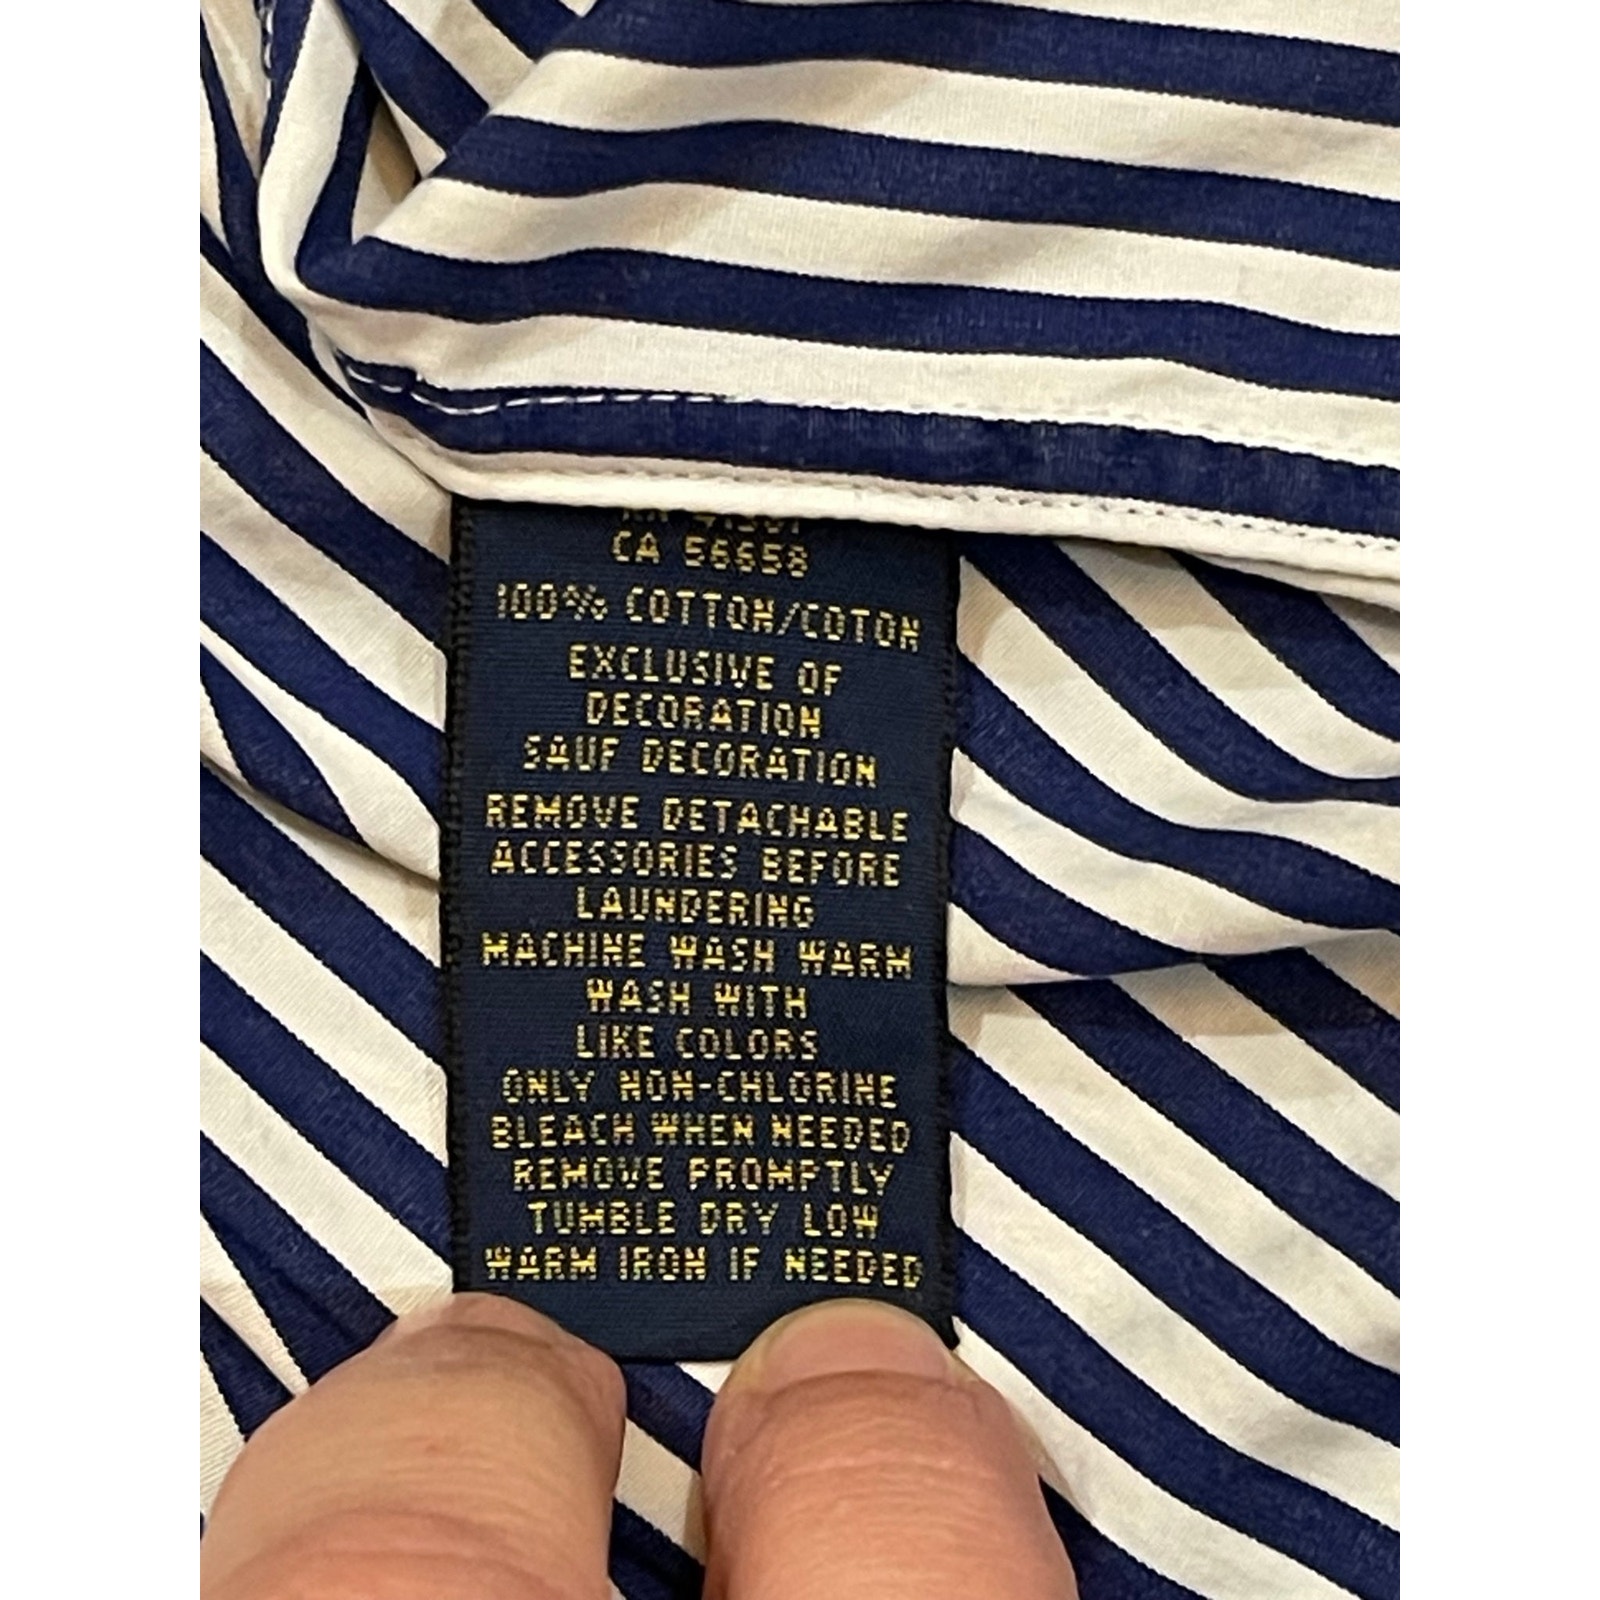 CA 56658
100% COTTON/COTON
EXCLUSIVE OF
DECORATION
SAUF DECORATION
REMOVE DETACHABLE
ACCESSORIES BEFORE
LAUNDERING
MACHINE WASH WARM
WASH WITH
LIKE COLORS
ONLY NON-CHLORINE
BLEACH WHEN NEEDED
REMOVE PROMPTLY
TUMBLE DRY LOW
WARM IRON IF NEEDED